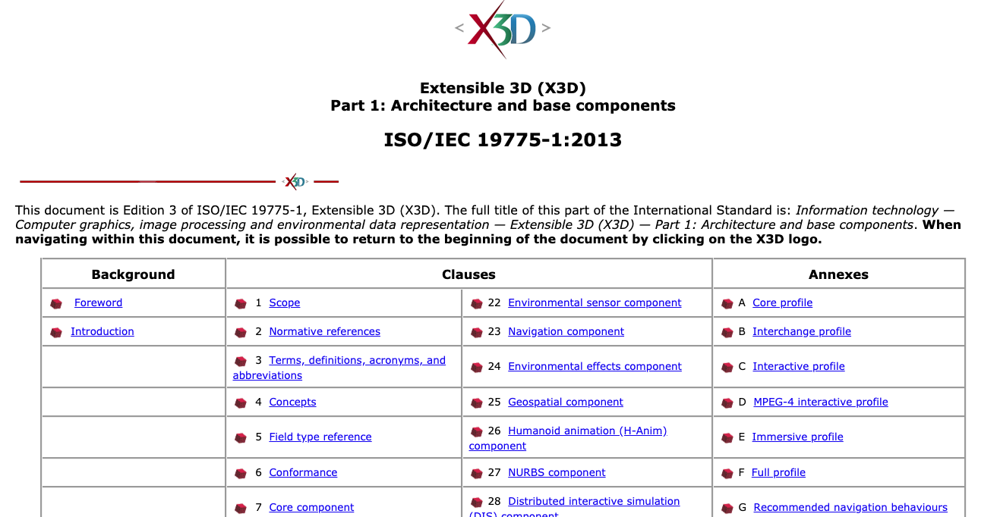 < X3D >
Extensible 3D (X3D)
Part 1: Architecture and base components
ISO/IEC 19775-1:2013
<X3D>
This document is Edition 3 of ISO/IEC 19775-1, Extensible 3D (X3D). The full title of this part of the International Standard is: Information technology —
Computer graphics, image processing and environmental data representation — Extensible 3D (X3D) — Part 1: Architecture and base components. When
navigating within this document, it is possible to return to the beginning of the document by clicking on the X3D logo.
Background Clauses Annexes
Foreword 1 Scope 22 Environmental sensor component A Core profile
Introduction 2 Normative references 23 Navigation component B Interchange profile
3 Terms, definitions, acronyms, and
abbreviations
24 Environmental effects component C Interactive profile
4 Concepts 25 Geospatial component D MPEG-4 interactive profile
5 Field type reference
26 Humanoid animation (H-Anim)
component
E Immersive profile
6 Conformance 27 NURBS component F Full profile
7 Core component
28 Distributed interactive simulation
(DIS) component
G Recommended navigation behaviours